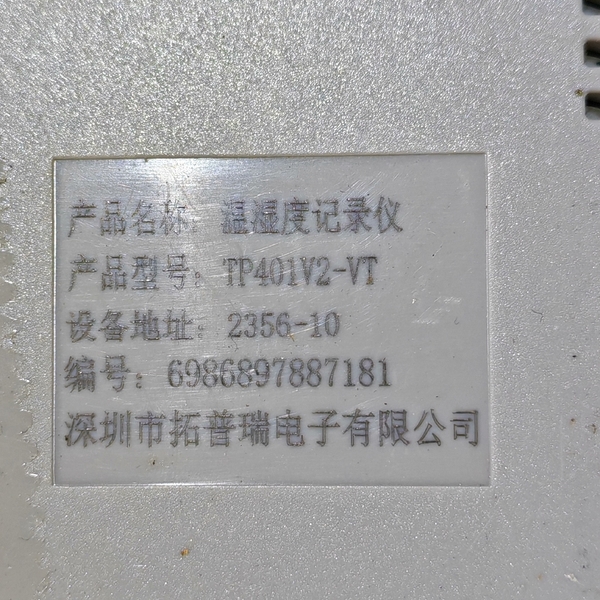 产品名称：温湿度记录仪
产品型号：TP401V2-VT
设备地址：2356-10
编号：6986897887181
深圳市拓普瑞电子有限公司